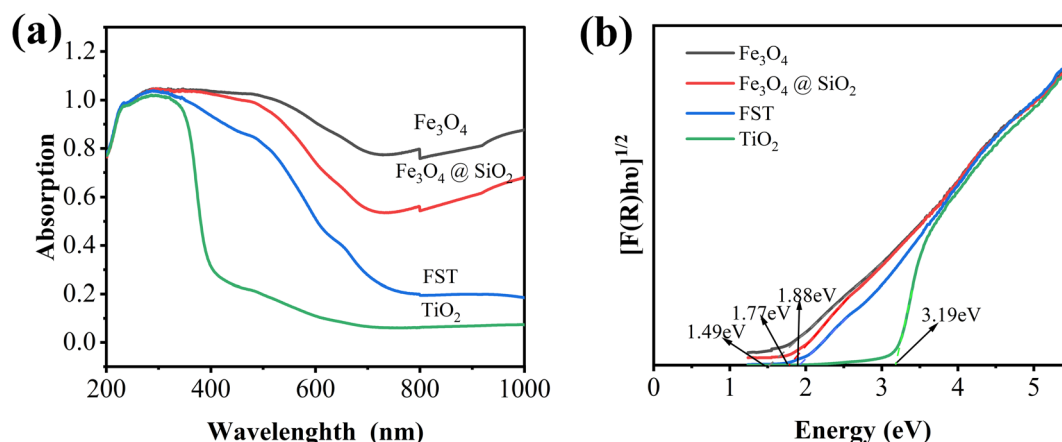 (a)
1.2
1.0
0.8
0.6
0.4
0.2
0.0
Absorption
200
400
600
800
1000
Wavelenghth (nm)
Fe₃O₄
Fe₃O₄ @ SiO₂
FST
TiO₂
(b)
Fe₃O₄
Fe₃O₄ @ SiO₂
FST
TiO₂
[F(R)hυ]^1/2
1.49eV
1.77eV
1.88eV
3.19eV
0
1
2
3
4
5
Energy (eV)